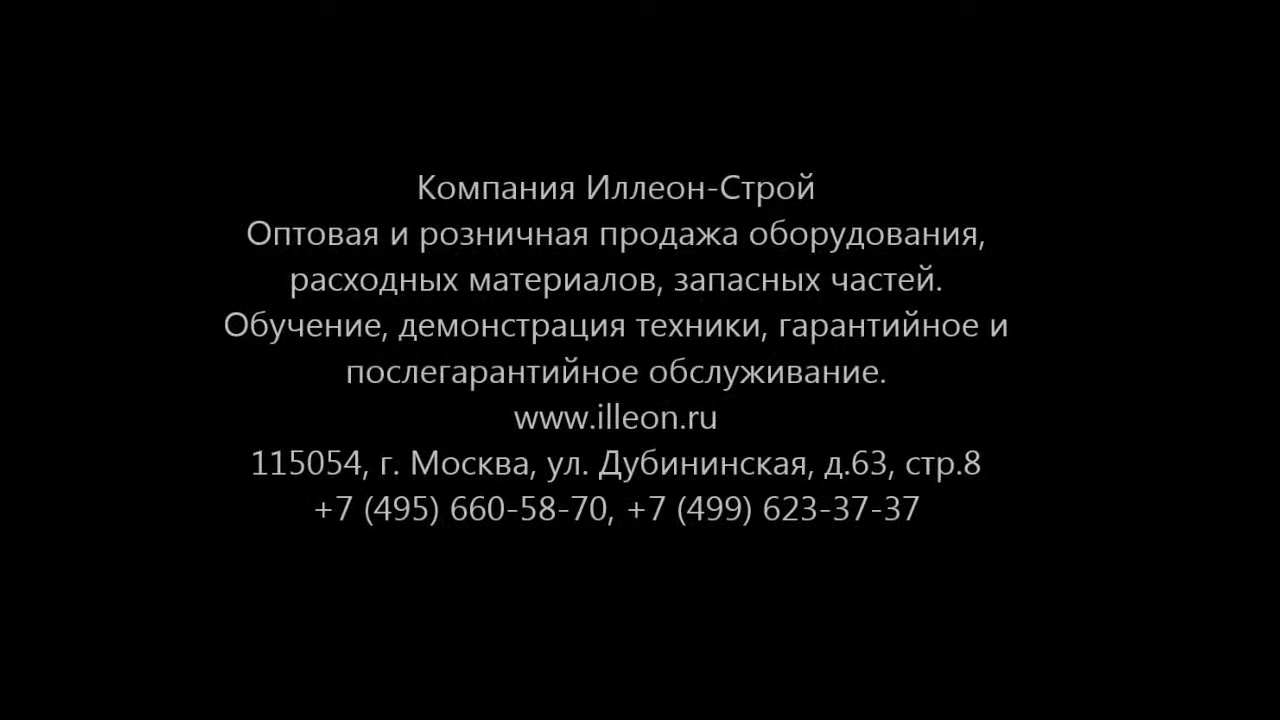 Компания Иллеон-Строй
Оптовая и розничная продажа оборудования,
расходных материалов, запасных частей.
Обучение, демонстрация техники, гарантийное и
послегарантийное обслуживание.
www.illeon.ru
115054, г. Москва, ул. Дубининская, д.63, стр.8
+7 (495) 660-58-70, +7 (499) 623-37-37